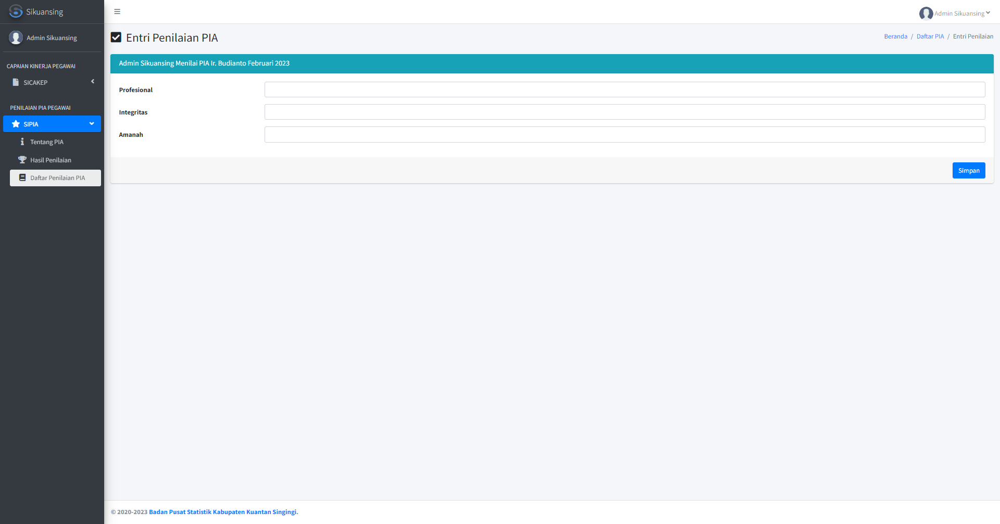 Sikuansing
Admin Sikuansing
Admin Sikuansing
CAPAIAN KINERJA PEGAWAI
SICAKEP
PENILAIAN PIA PEGAWAI
SIPIA
Tentang PIA
Hasil Penilaian
Daftar Penilaian PIA
Entri Penilaian PIA
Beranda / Daftar PIA / Entri Penilaian
Admin Sikuansing Menilai PIA Ir. Budianto Februari 2023
Profesional
Integritas
Amanah
Simpan
© 2020-2023 Badan Pusat Statistik Kabupaten Kuantan Singingi.